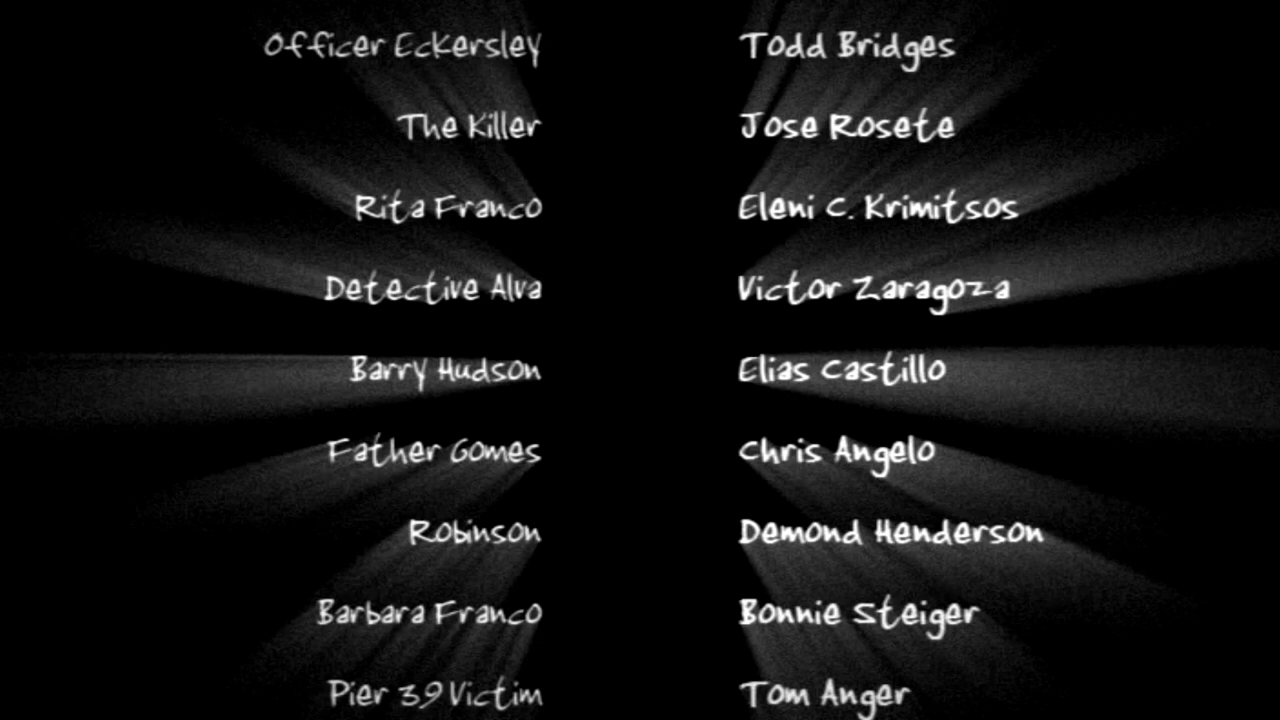 Officer Eckersley Todd Bridges
The Killer Jose Rosete
Rita Franco Eleni C. Krimitsos
Detective Alva Victor Zaragoza
Barry Hudson Elias Castillo
Father Gomes Chris Angelo
Robinson Demond Henderson
Barbara Franco Bonnie Steiger
Pier 39 Victim Tom Anger